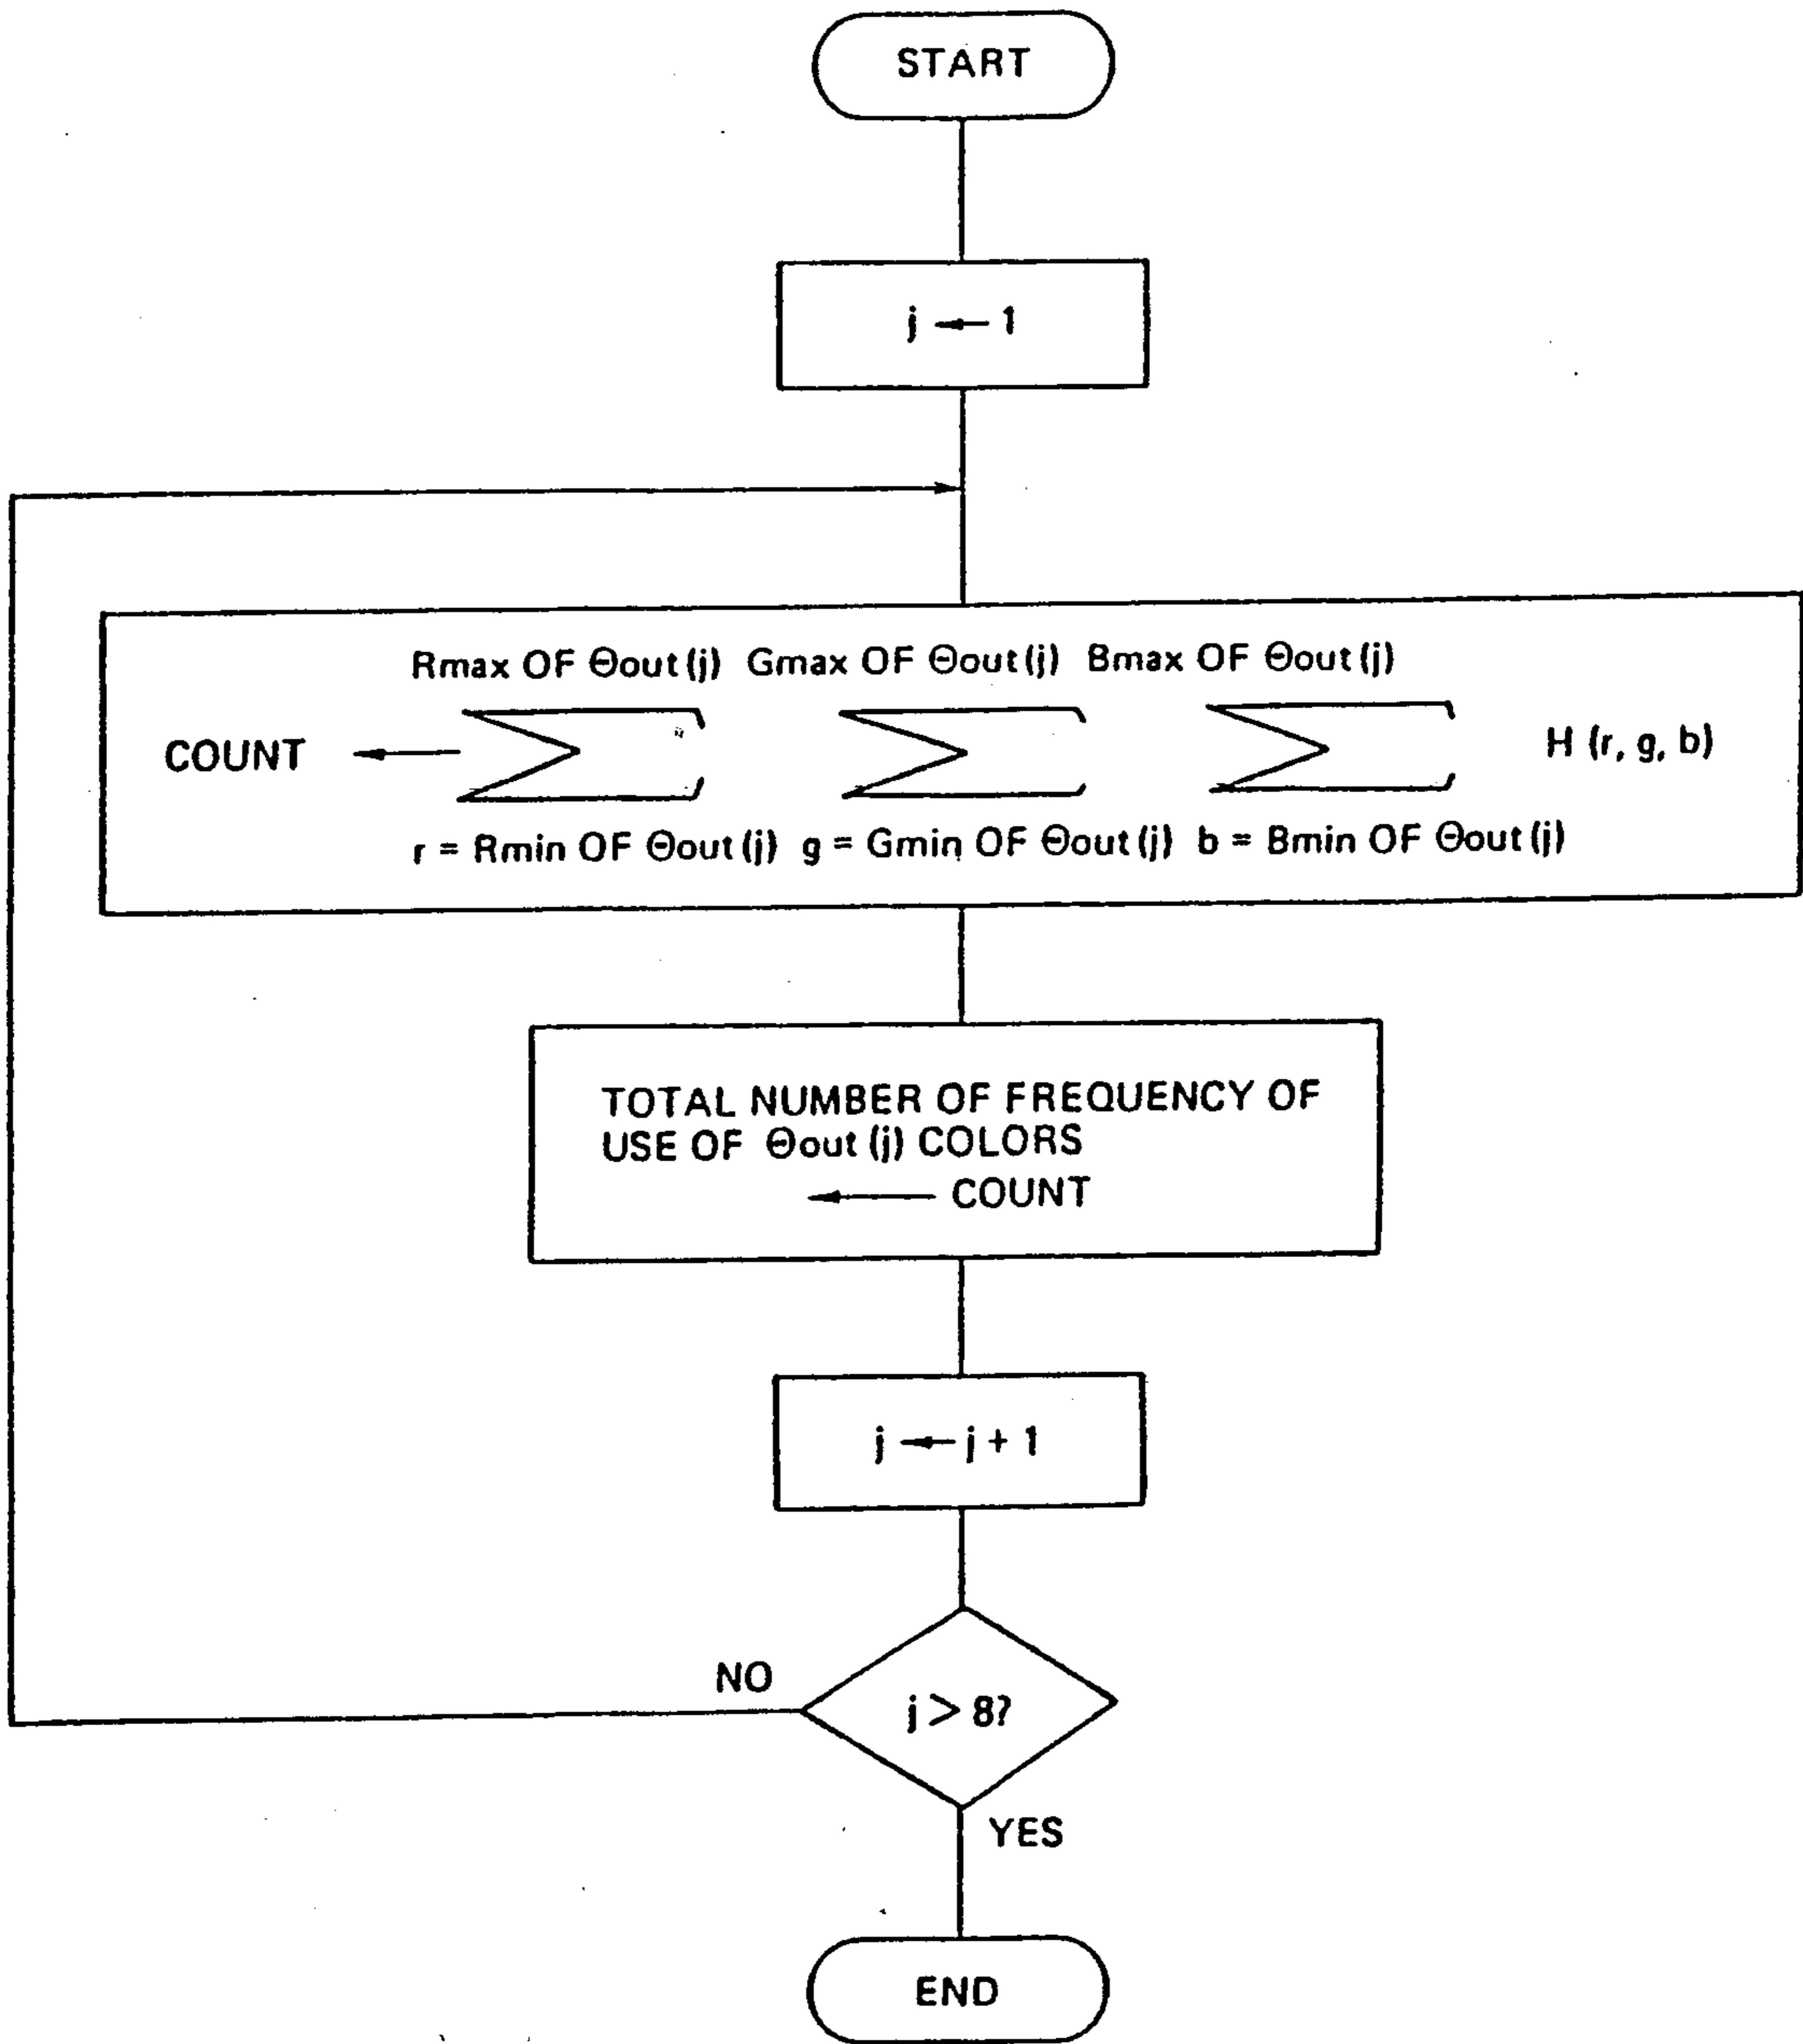 START
j ← 1
Rmax OF Θout(j) Gmax OF Θout(j) Bmax OF Θout(j)
COUNT ← Σ Σ Σ H (r, g, b)
r = Rmin OF Θout(j) g = Gmin OF Θout(j) b = Bmin OF Θout(j)
TOTAL NUMBER OF FREQUENCY OF
USE OF Θout (j) COLORS
← COUNT
j ← j + 1
NO
j > 8?
YES
END